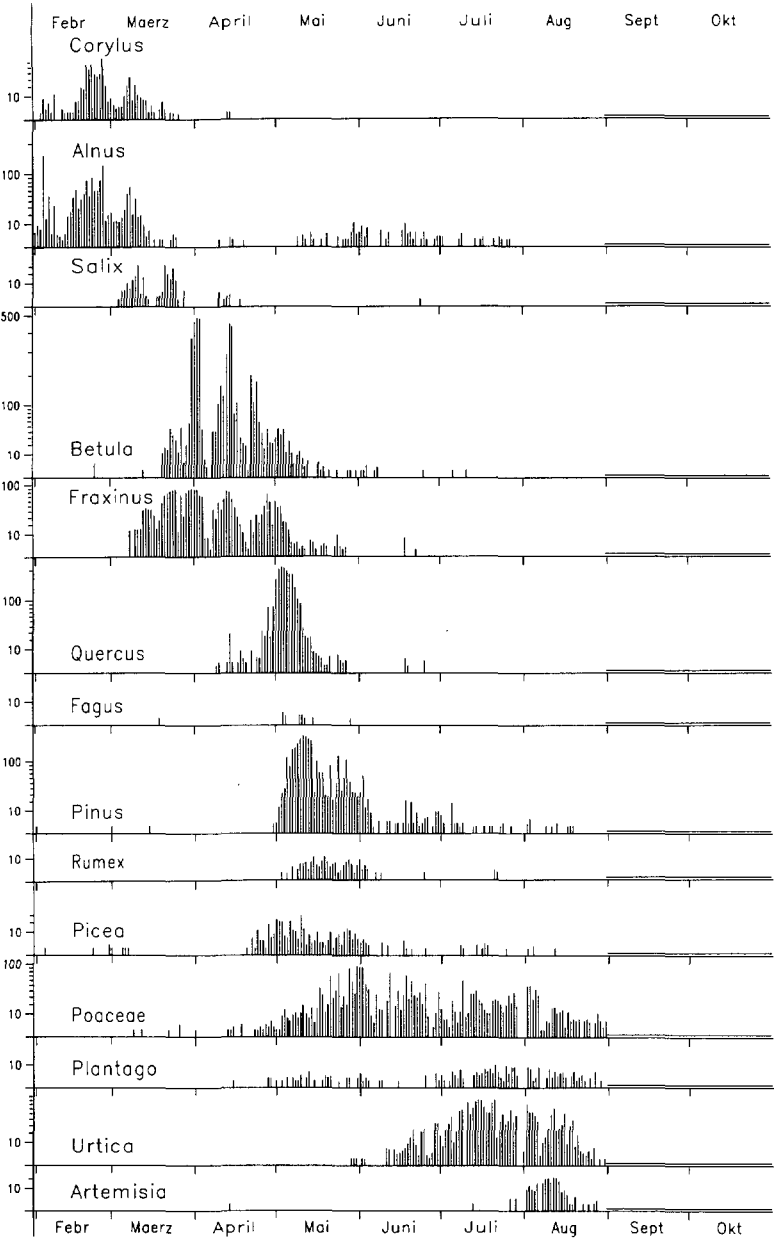 Febr Maerz April Mai Juni Juli Aug Sept Okt
Corylus
10
Alnus
100
10
Salix
10
500
100
Betula
10
100
Fraxinus
10
100
Quercus
10
Fagus
10
100
Pinus
10
Rumex
10
Picea
10
100
Poaceae
10
Plantago
10
Urtica
10
Artemisia
10
Febr Maerz April Mai Juni Juli Aug Sept Okt